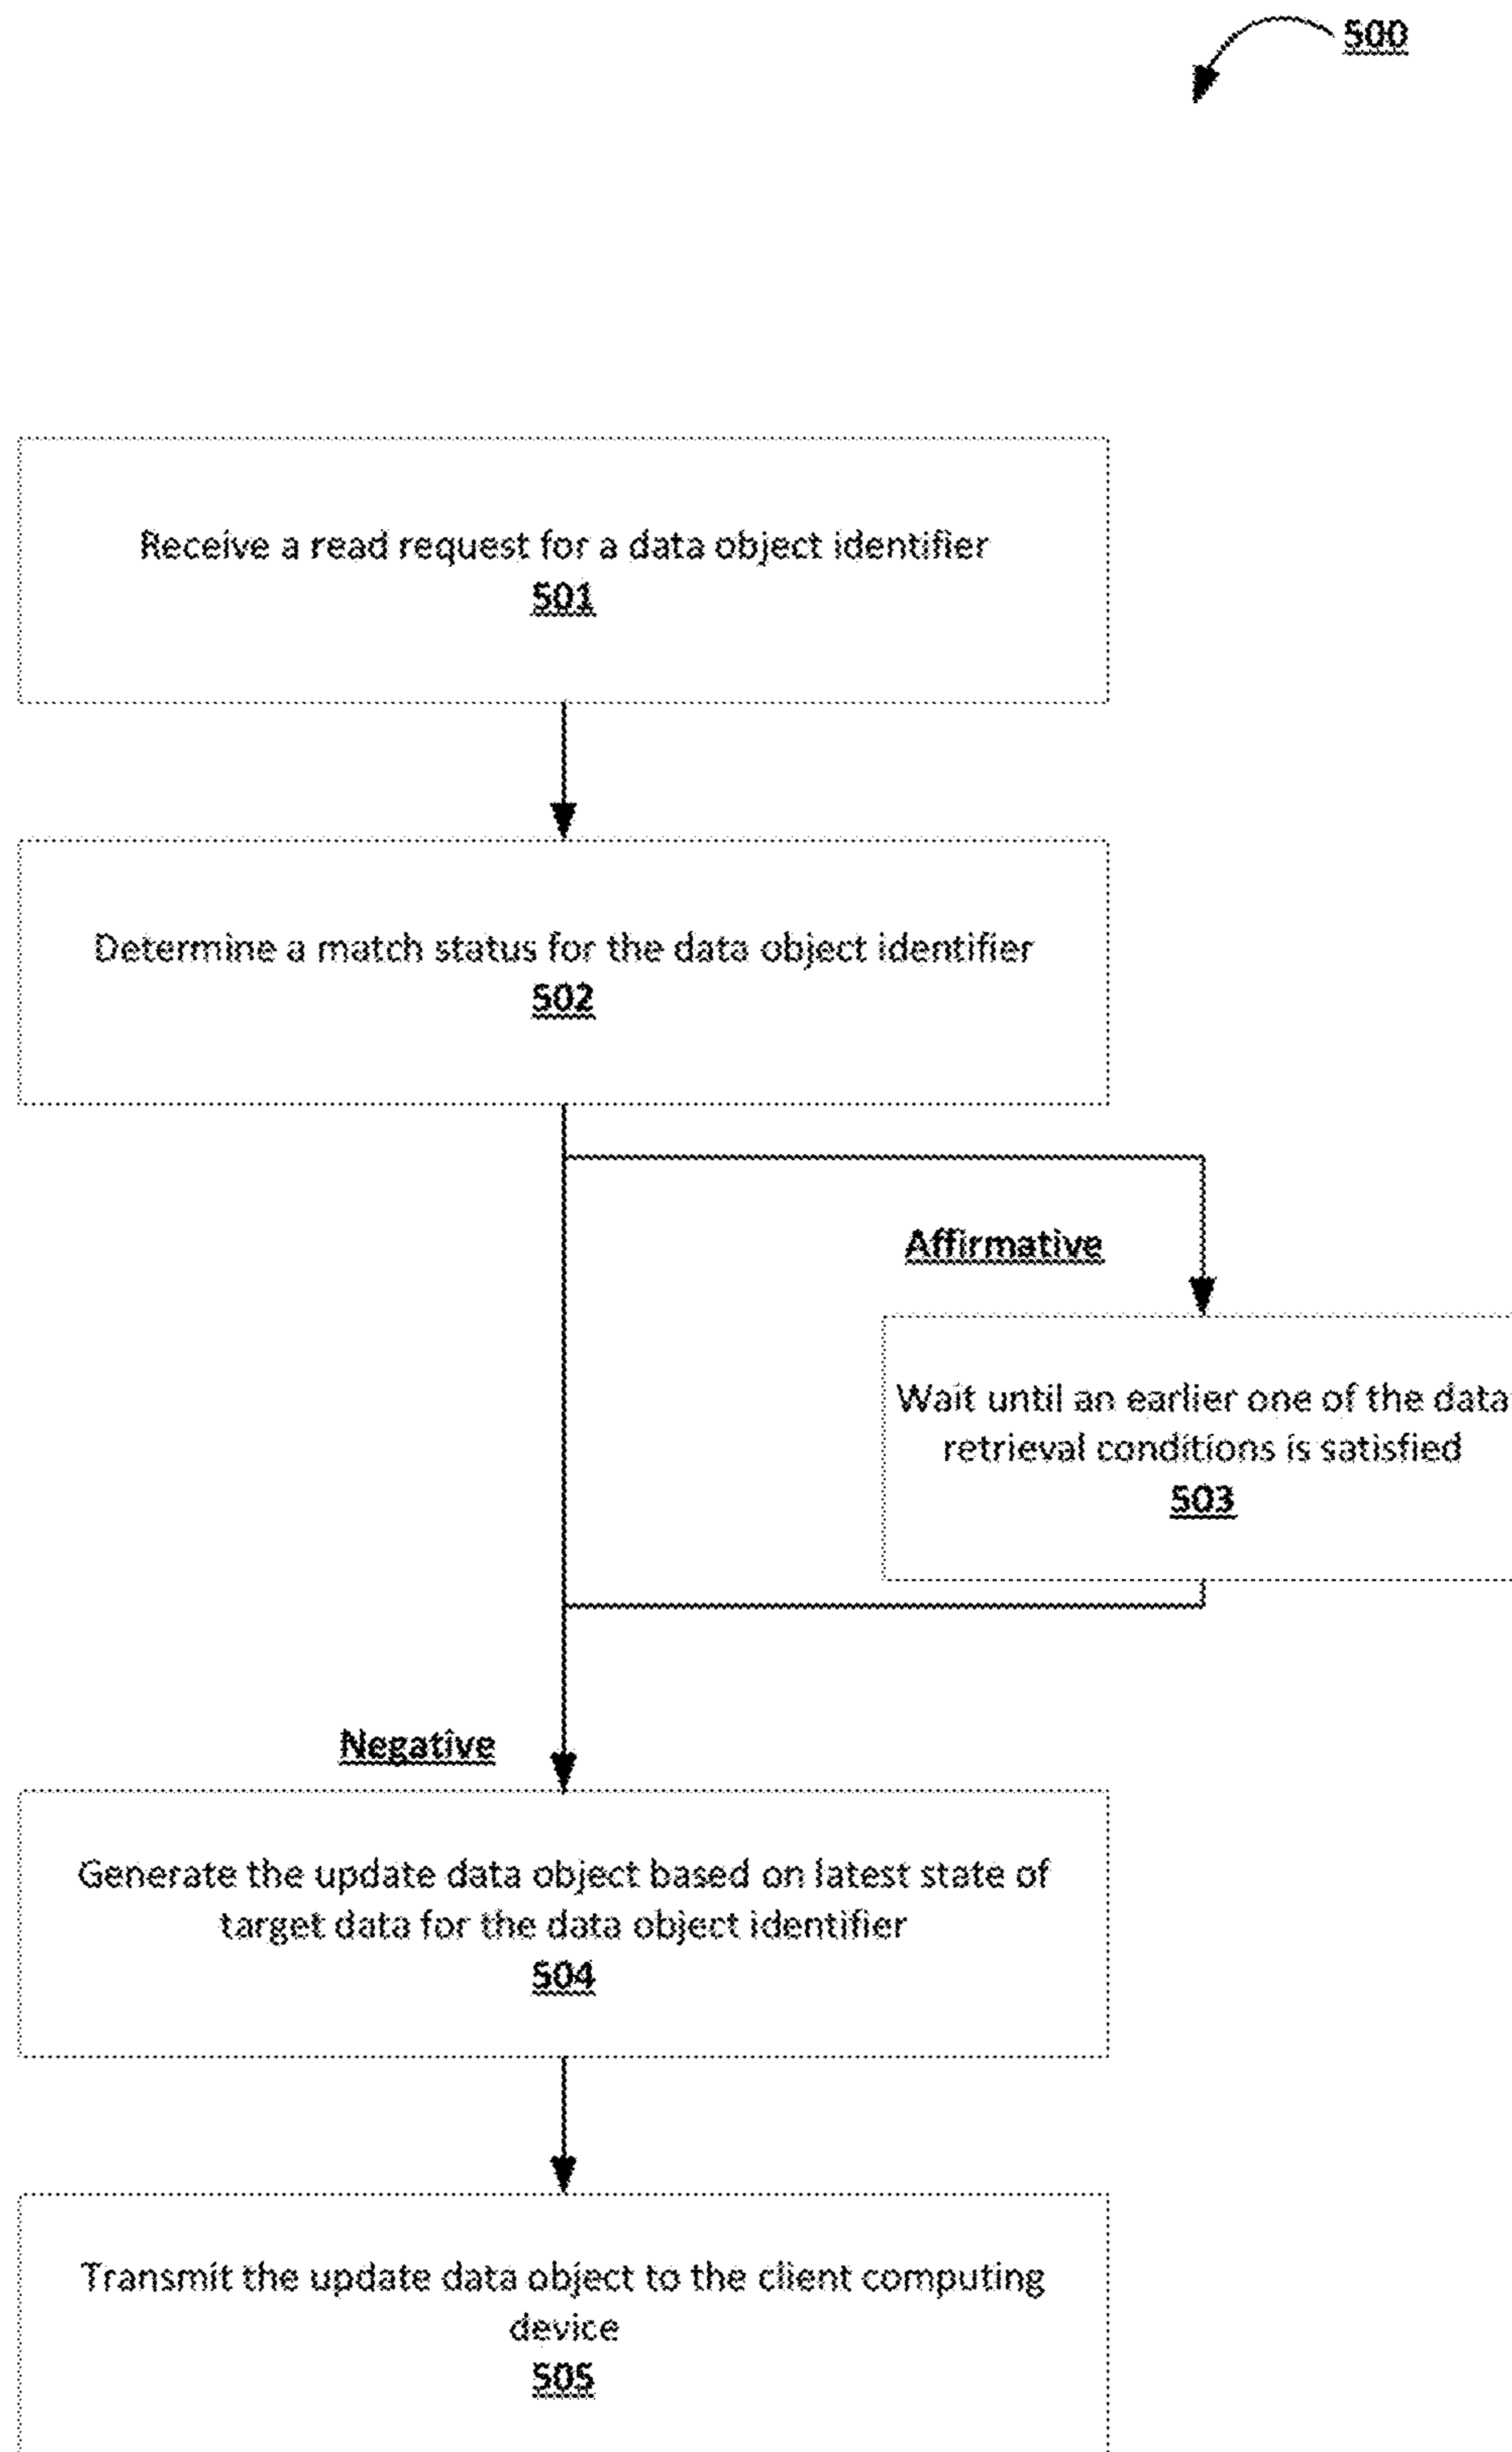 500
Receive a read request for a data object identifier
501
Determine a match status for the data object identifier
502
Affirmative
Wait until an earlier one of the data
retrieval conditions is satisfied
503
Negative
Generate the update data object based on latest state of
target data for the data object identifier
504
Transmit the update data object to the client computing
device
505